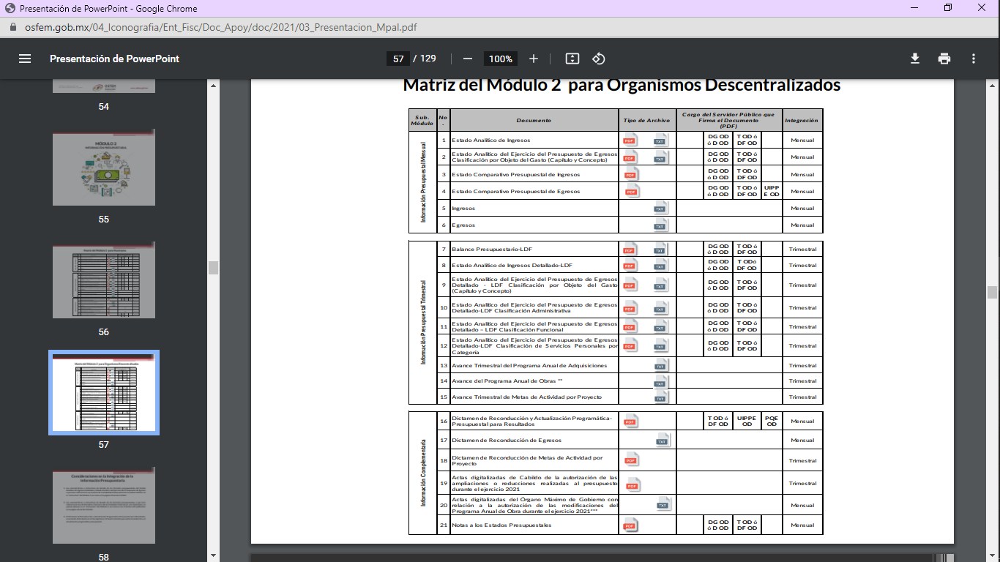 Presentación de PowerPoint - Google Chrome
osfem.gob.mx/04_Iconografia/Ent_Fisc/Doc_Apoy/doc/2021/03_Presentacion_Mpal.pdf
Presentación de PowerPoint
57 / 129
100%
54
MÓDULO 2
INFORMACIÓN PRESUPUESTARIA
55
Matriz del Módulo 2 para Municipios
56
Matriz del Módulo 2 para Organismos Descentralizados
57
Consideraciones en la Integración de la
Información Presupuestaria
58
Matriz del Módulo 2 para Organismos Descentralizados
Sub. Módulo No. Documento Tipo de Archivo Cargo del Servidor Público que Firma el Documento (PDF) Integración
Información Presupuestal Mensual
1 Estado Analítico de Ingresos PDF TXT DG OD ó D OD T OD ó DF OD Mensual
2 Estado Analítico del Ejercicio del Presupuesto de Egresos
Clasificación por Objeto del Gasto (Capítulo y Concepto) PDF TXT DG OD ó D OD T OD ó DF OD Mensual
3 Estado Comparativo Presupuestal de Ingresos PDF DG OD ó D OD T OD ó DF OD Mensual
4 Estado Comparativo Presupuestal de Egresos PDF DG OD ó D OD T OD ó DF OD UIPP E OD Mensual
5 Ingresos TXT Mensual
6 Egresos TXT Mensual
Información Presupuestal Trimestral
7 Balance Presupuestario-LDF PDF TXT DG OD ó D OD T OD ó DF OD Trimestral
8 Estado Analítico de Ingresos Detallado-LDF PDF TXT DG OD ó D OD T ODó DF OD Trimestral
9 Estado Analítico del Ejercicio del Presupuesto de Egresos
Detallado - LDF Clasificación por Objeto del Gasto
(Capítulo y Concepto) PDF TXT DG OD ó D OD T OD ó DF OD Trimestral
10 Estado Analítico del Ejercicio del Presupuesto de Egresos
Detallado-LDF Clasificación Administrativa PDF TXT DG OD ó D OD T OD ó DF OD Trimestral
11 Estado Analítico del Ejercicio del Presupuesto de Egresos
Detallado – LDF Clasificación Funcional PDF TXT DG OD ó D OD T OD ó DF OD Trimestral
12 Estado Analítico del Ejercicio del Presupuesto de Egresos
Detallado-LDF Clasificación de Servicios Personales por
Categoría PDF TXT DG OD ó D OD T OD ó DF OD Trimestral
13 Avance Trimestral del Programa Anual de Adquisiciones TXT Trimestral
14 Avance del Programa Anual de Obras ** TXT Trimestral
15 Avance Trimestral de Metas de Actividad por Proyecto TXT Trimestral
Información Complementaria
16 Dictamen de Reconducción y Actualización Programática-
Presupuestal para Resultados PDF T OD ó DF OD UIPPE OD PQE OD Mensual
17 Dictamen de Reconducción de Egresos TXT Mensual
18 Dictamen de Reconducción de Metas de Actividad por
Proyecto PDF Trimestral
19 Actas digitalizadas de Cabildo de la autorización de las
ampliaciones o reducciones realizadas al presupuesto
durante el ejercicio 2021 PDF Trimestral
20 Actas digitalizadas del Órgano Máximo de Gobierno con
relación a la autorización de las modificaciones del
Programa Anual de Obra durante el ejercicio 2021*** TXT Mensual
21 Notas a los Estados Presupuestales PDF DG OD ó D OD T OD ó DF OD Mensual